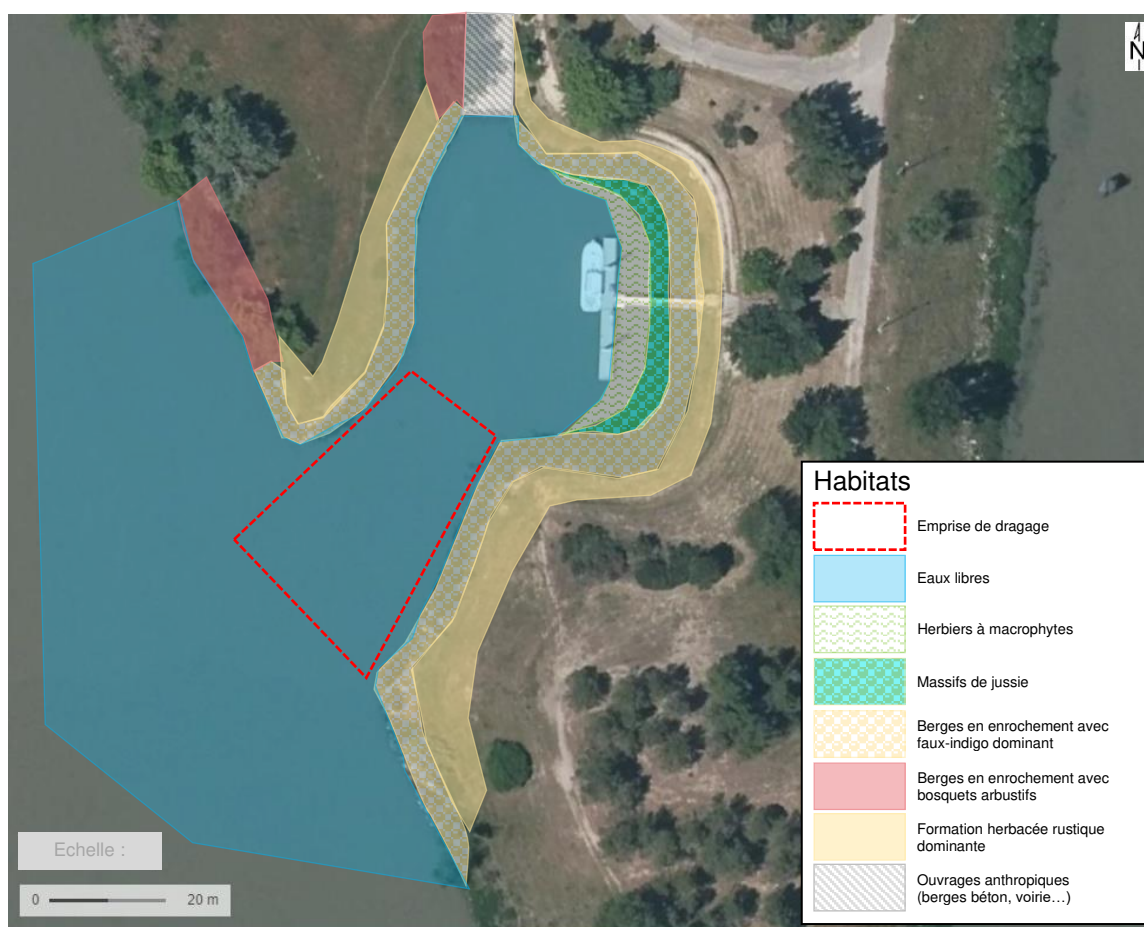 N
Habitats
Emprise de dragage
Eaux libres
Herbiers à macrophytes
Massifs de jussie
Berges en enrochement avec
faux-indigo dominant
Berges en enrochement avec
bosquets arbustifs
Formation herbacée rustique
dominante
Ouvrages anthropiques
(berges béton, voirie…)
Echelle :
0 20 m